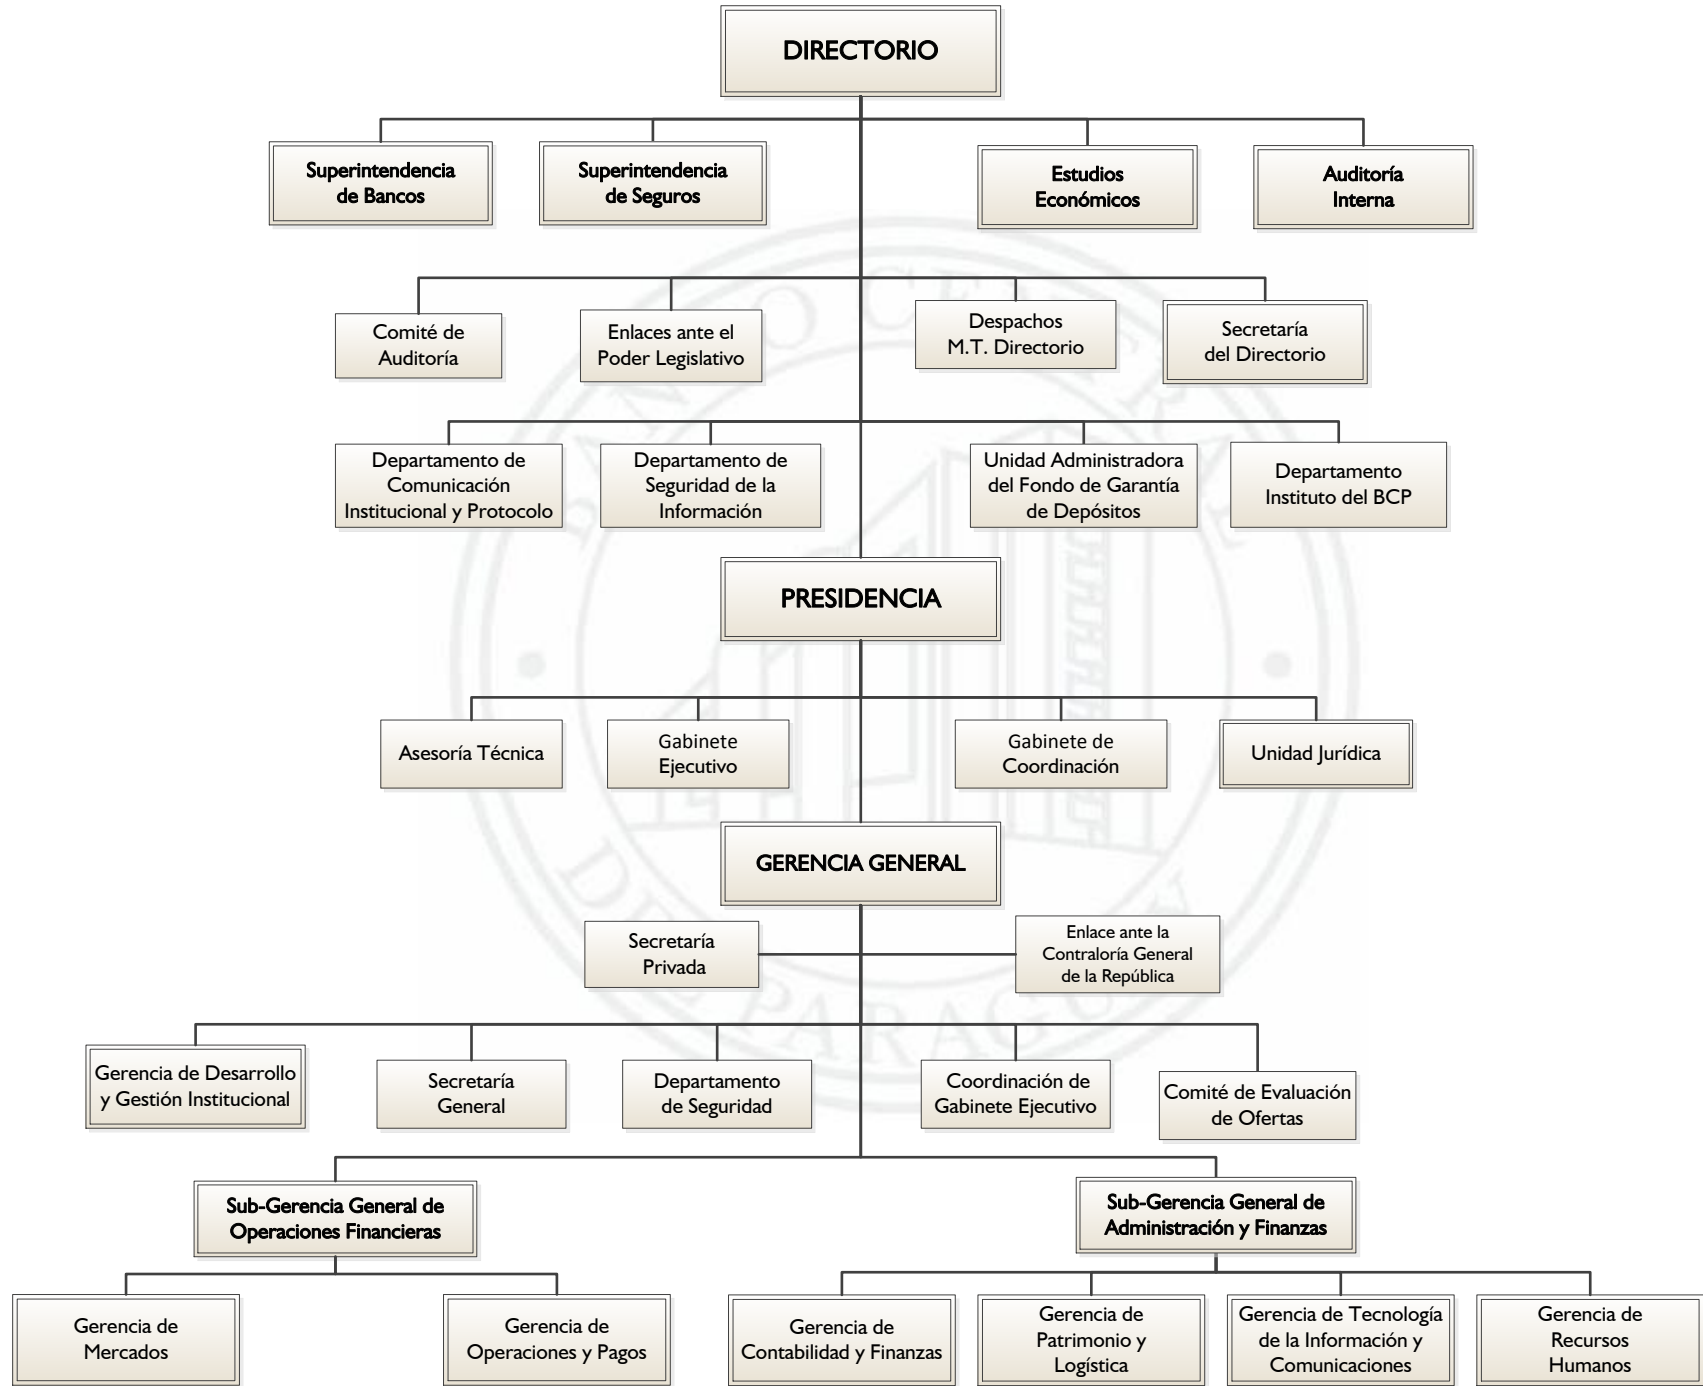 DIRECTORIO
Superintendencia
de Bancos
Superintendencia
de Seguros
Estudios
Económicos
Auditoría
Interna
Comité de
Auditoría
Enlaces ante el
Poder Legislativo
Despachos
M.T. Directorio
Secretaría
del Directorio
Departamento de
Comunicación
Institucional y Protocolo
Departamento de
Seguridad de la
Información
Unidad Administradora
del Fondo de Garantía
de Depósitos
Departamento
Instituto del BCP
PRESIDENCIA
Asesoría Técnica
Gabinete
Ejecutivo
Gabinete de
Coordinación
Unidad Jurídica
GERENCIA GENERAL
Secretaría
Privada
Enlace ante la
Contraloría General
de la República
Gerencia de Desarrollo
y Gestión Institucional
Secretaría
General
Departamento
de Seguridad
Coordinación de
Gabinete Ejecutivo
Comité de Evaluación
de Ofertas
Sub-Gerencia General de
Operaciones Financieras
Sub-Gerencia General de
Administración y Finanzas
Gerencia de
Mercados
Gerencia de
Operaciones y Pagos
Gerencia de
Contabilidad y Finanzas
Gerencia de
Patrimonio y
Logística
Gerencia de Tecnología
de la Información y
Comunicaciones
Gerencia de
Recursos
Humanos
BANCO CENTRAL
DEL PARAGUAY